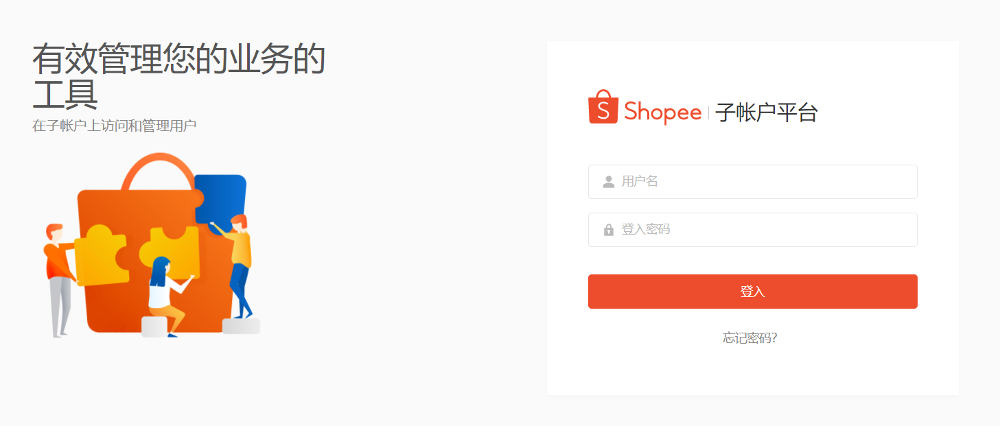 有效管理您的业务的
工具
在子帐户上访问和管理用户
S Shopee 子帐户平台
用户名
登入密码
登入
忘记密码?